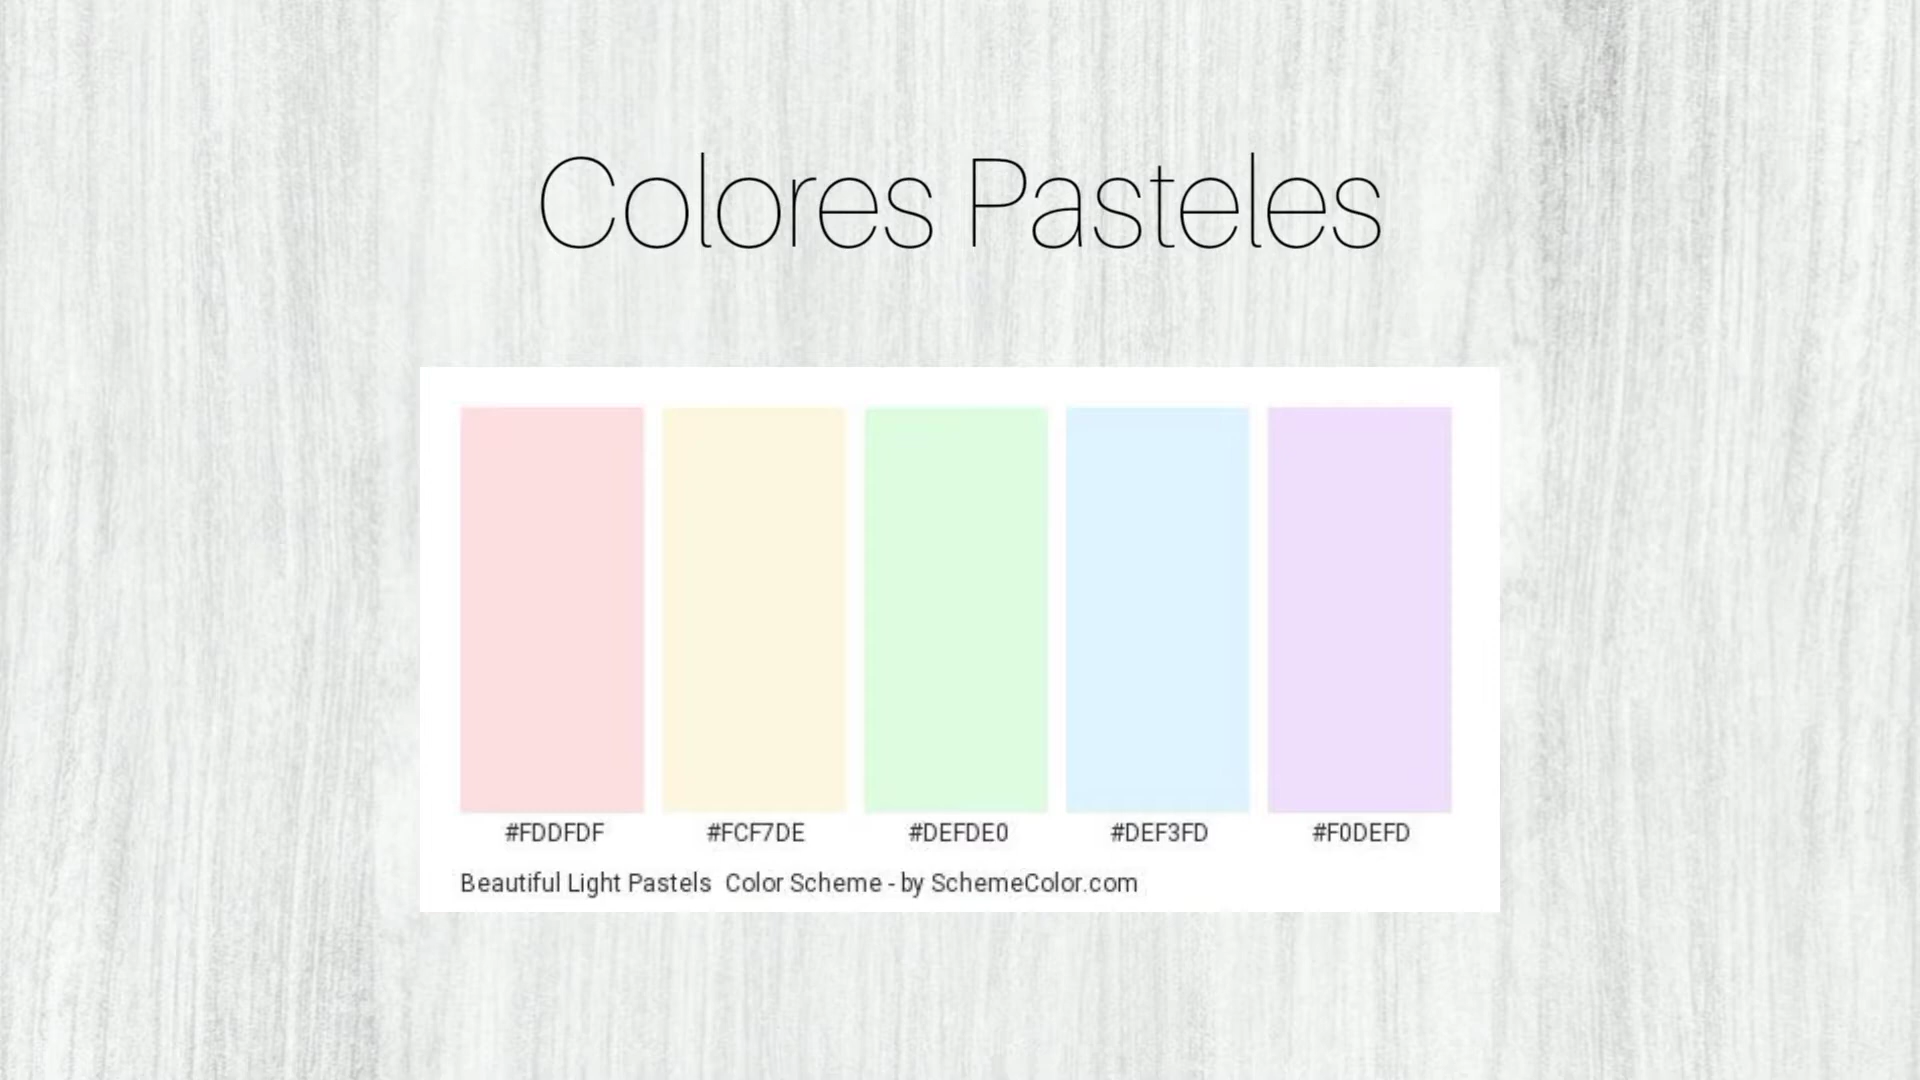 Colores Pasteles
#FDDFDF #FCF7DE #DEFDE0 #DEF3FD #F0DEFD
Beautiful Light Pastels  Color Scheme - by SchemeColor.com